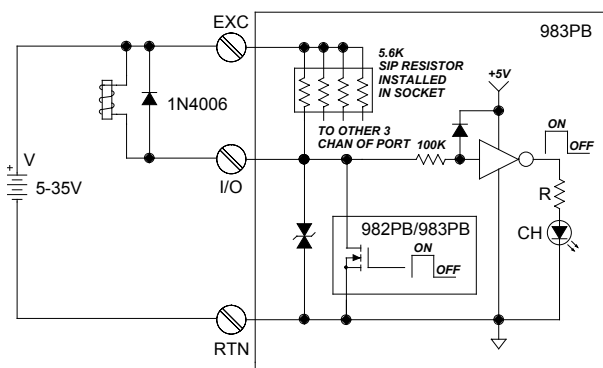 EXC
983PB
5.6K
SIP RESISTOR
INSTALLED
IN SOCKET
+5V
1N4006
TO OTHER 3
CHAN OF PORT
100K
ON
OFF
+ V
5-35V
I/O
R
982PB/983PB
ON
OFF
CH
RTN